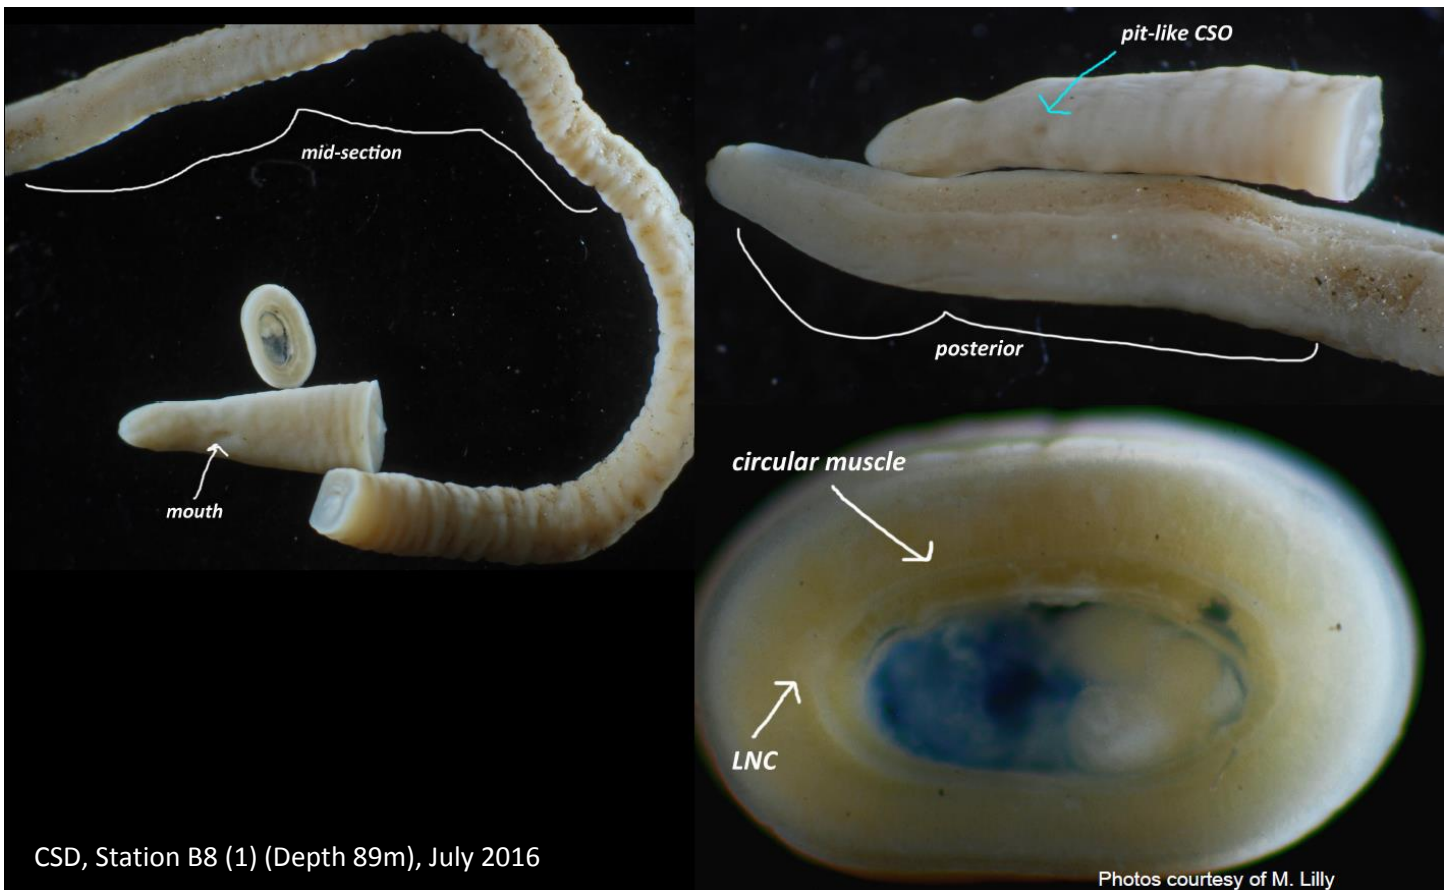 mid-section
mouth
pit-like CSO
posterior
circular muscle
LNC
CSD, Station B8 (1) (Depth 89m), July 2016
Photos courtesy of M. Lilly